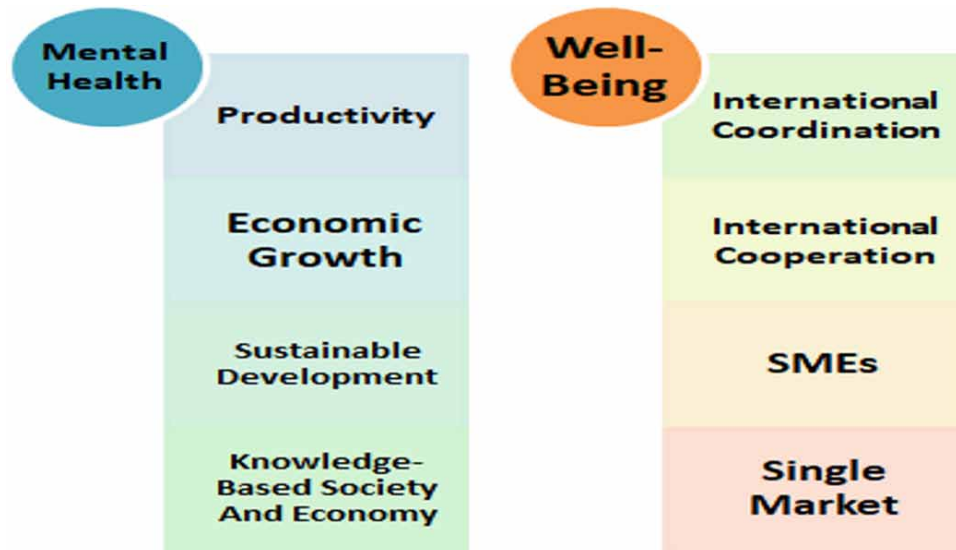 Mental
Health
Productivity
Economic
Growth
Sustainable
Development
Knowledge-
Based Society
And Economy
Well-
Being
International
Coordination
International
Cooperation
SMEs
Single
Market